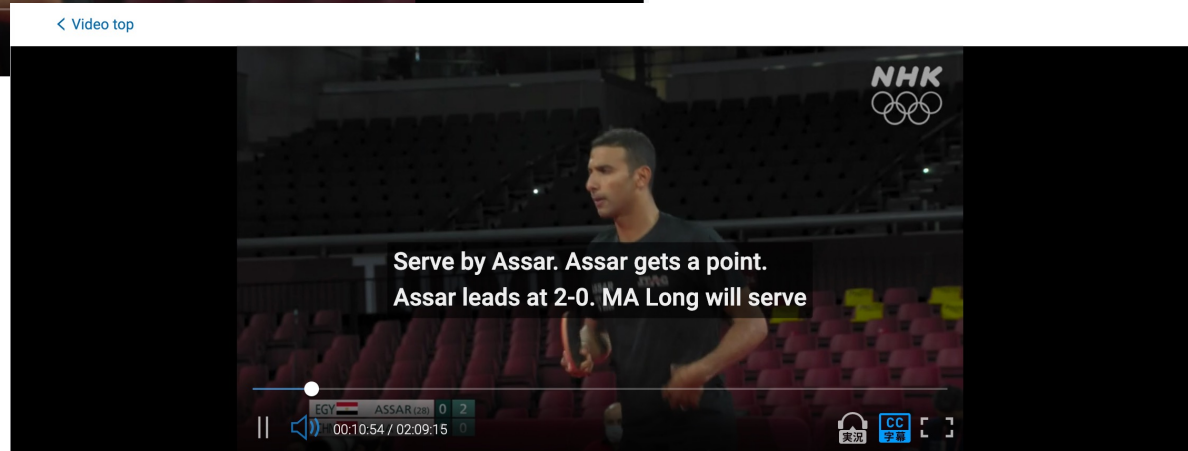 Video top
NHK
Serve by Assar. Assar gets a point.
Assar leads at 2-0. MA Long will serve
EGY ASSAR (28) 0 2
0
00:10:54 / 02:09:15
実況
CC
字幕